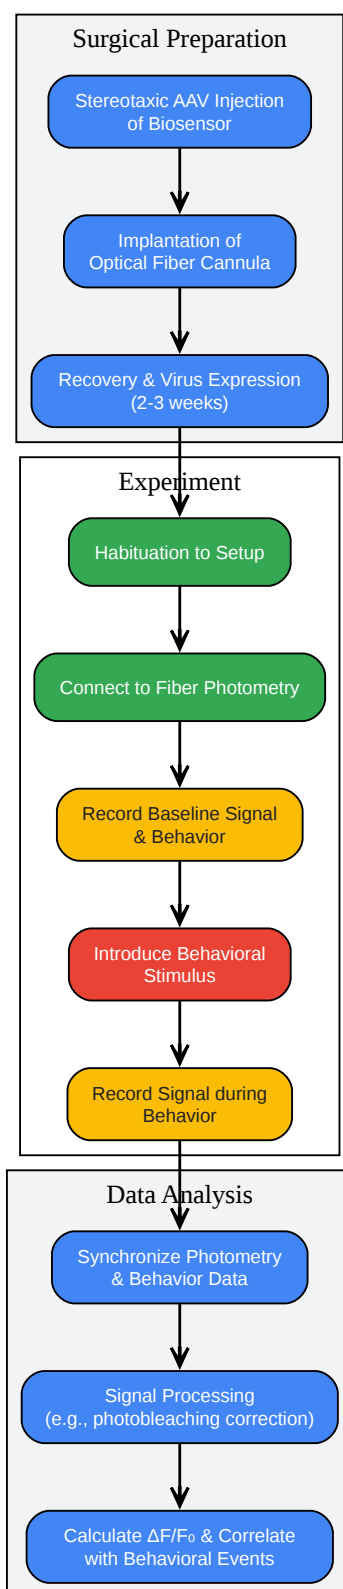 Surgical Preparation
Stereotaxic AAV Injection
of Biosensor
Implantation of
Optical Fiber Cannula
Recovery & Virus Expression
(2-3 weeks)
Experiment
Habituation to Setup
Connect to Fiber Photometry
Record Baseline Signal
& Behavior
Introduce Behavioral
Stimulus
Record Signal during
Behavior
Data Analysis
Synchronize Photometry
& Behavior Data
Signal Processing
(e.g., photobleaching correction)
Calculate ΔF/F₀ & Correlate
with Behavioral Events